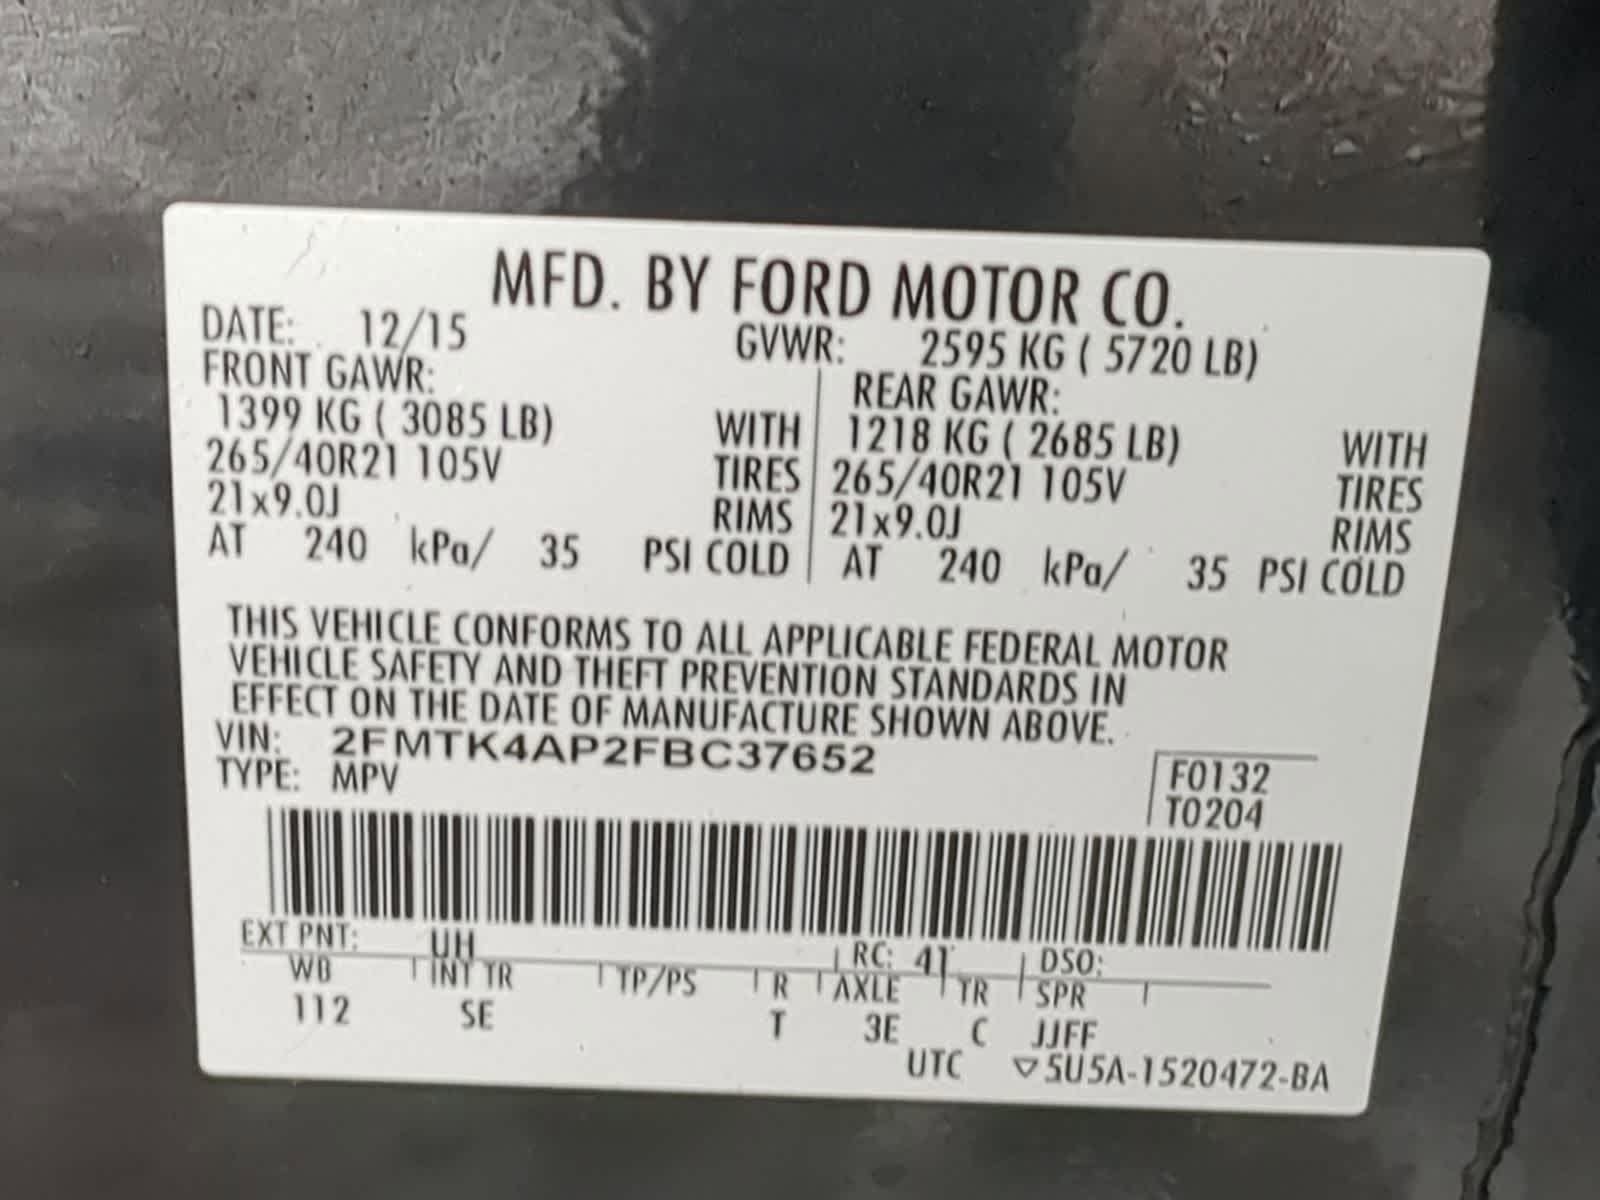 MFD. BY FORD MOTOR CO.
DATE: 12/15 GVWR: 2595 KG ( 5720 LB)
FRONT GAWR: REAR GAWR:
1399 KG ( 3085 LB) WITH 1218 KG ( 2685 LB) WITH
265/40R21 105V TIRES 265/40R21 105V TIRES
21x9.0J RIMS 21x9.0J RIMS
AT 240 kPa/ 35 PSI COLD AT 240 kPa/ 35 PSI COLD
THIS VEHICLE CONFORMS TO ALL APPLICABLE FEDERAL MOTOR
VEHICLE SAFETY AND THEFT PREVENTION STANDARDS IN
EFFECT ON THE DATE OF MANUFACTURE SHOWN ABOVE.
VIN: 2FMTK4AP2FBC37652
TYPE: MPV F0132
T0204
EXT PNT: UH RC: 41 DSO:
WB INT TR TP/PS R AXLE TR SPR
112 SE T 3E C JJFF
UTC ▽5U5A-1520472-BA